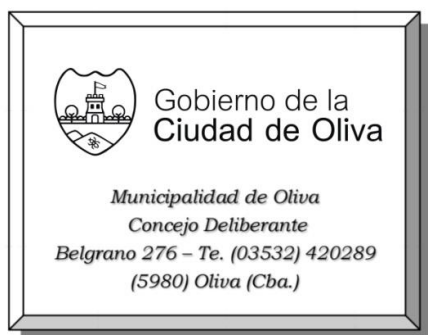 Gobierno de la
Ciudad de Oliva
Municipalidad de Oliva
Concejo Deliberante
Belgrano 276 – Te. (03532) 420289
(5980) Oliva (Cba.)